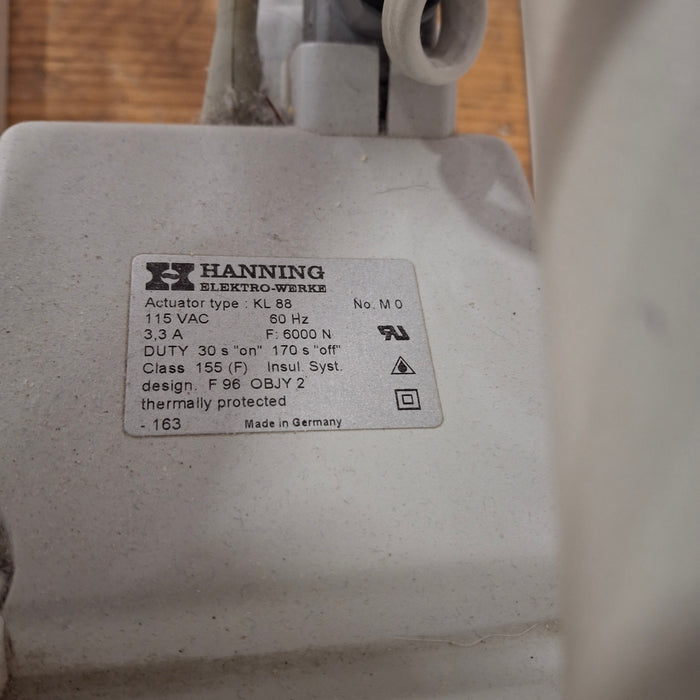 HANNING
ELEKTRO-WERKE
Actuator type : KL 88 No. M 0
115 VAC 60 Hz
3,3 A F: 6000 N
DUTY 30 s "on" 170 s "off"
Class 155 (F) Insul. Syst.
design. F 96 OBJY 2
thermally protected
- 163 Made in Germany